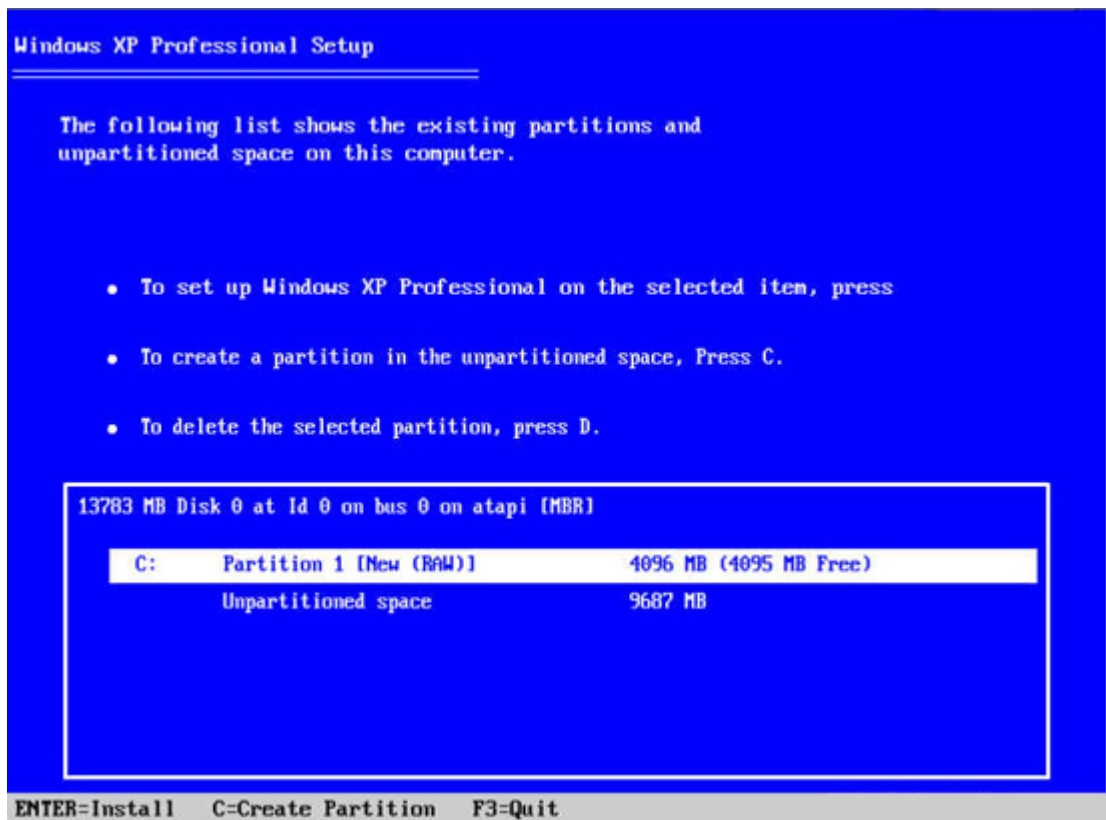 Windows XP Professional Setup
The following list shows the existing partitions and
unpartitioned space on this computer.
• To set up Windows XP Professional on the selected item, press
• To create a partition in the unpartitioned space, Press C.
• To delete the selected partition, press D.
13783 MB Disk 0 at Id 0 on bus 0 on atapi [MBR]
C: Partition 1 [New (RAW)] 4096 MB (4095 MB Free)
Unpartitioned space 9687 MB
ENTER=Install C=Create Partition F3=Quit